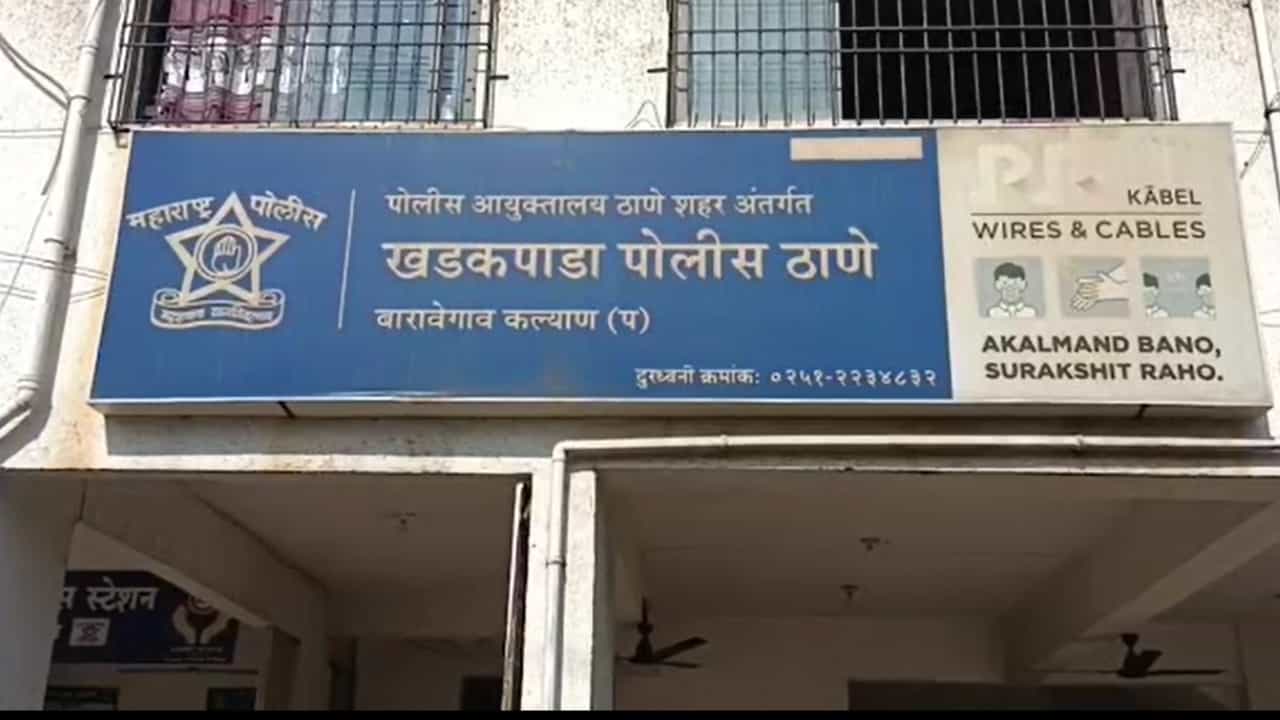 महाराष्ट्र पोलीस
पोलीस आयुक्तालय ठाणे शहर अंतर्गत
खडकपाडा पोलीस ठाणे
बारावेगाव कल्याण (प)
दुरध्वनी क्रमांक: ०२५१-२२३४८३२
KĀBEL
WIRES & CABLES
AKALMAND BANO,
SURAKSHIT RAHO.
स्टेशन